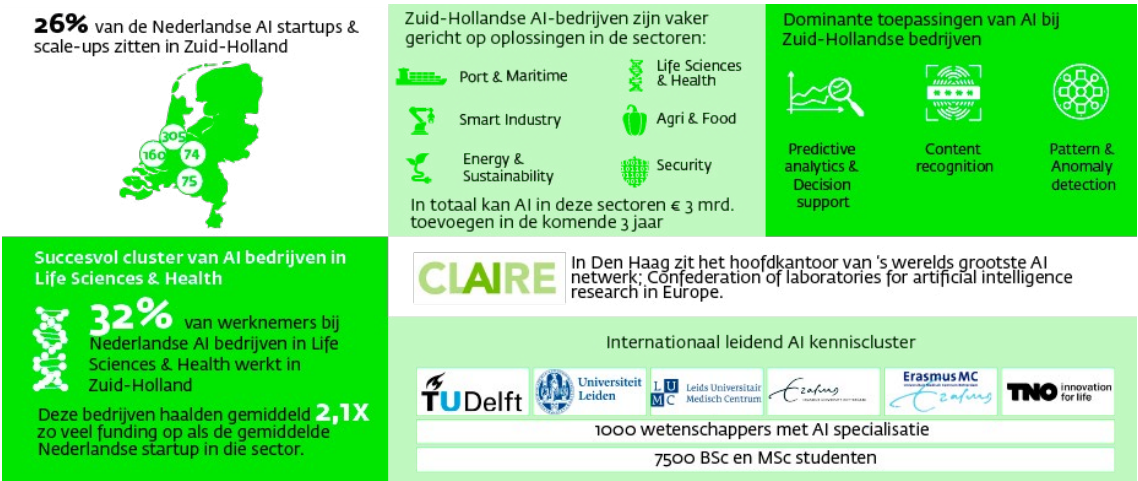 26% van de Nederlandse AI startups &
scale-ups zitten in Zuid-Holland
305
160
74
75
Zuid-Hollandse AI-bedrijven zijn vaker
gericht op oplossingen in de sectoren:
Port & Maritime
Life Sciences
& Health
Smart Industry
Agri & Food
Energy &
Sustainability
Security
In totaal kan AI in deze sectoren € 3 mrd.
toevoegen in de komende 3 jaar
Dominante toepassingen van AI bij
Zuid-Hollandse bedrijven
Predictive
analytics &
Decision
support
Content
recognition
Pattern &
Anomaly
detection
Succesvol cluster van AI bedrijven in
Life Sciences & Health
32% van werknemers bij
Nederlandse AI bedrijven in Life
Sciences & Health werkt in
Zuid-Holland
Deze bedrijven haalden gemiddeld 2,1X
zo veel funding op als de gemiddelde
Nederlandse startup in die sector.
CLAIRE
In Den Haag zit het hoofdkantoor van 's werelds grootste AI
netwerk; Confederation of laboratories for artificial intelligence
research in Europe.
Internationaal leidend AI kenniscluster
TU Delft
Universiteit
Leiden
LUMC
Leids Universitair
Medisch Centrum
Erasmus
Erasmus MC
Erasmus
TNO innovation
for life
1000 wetenschappers met AI specialisatie
7500 BSc en MSc studenten